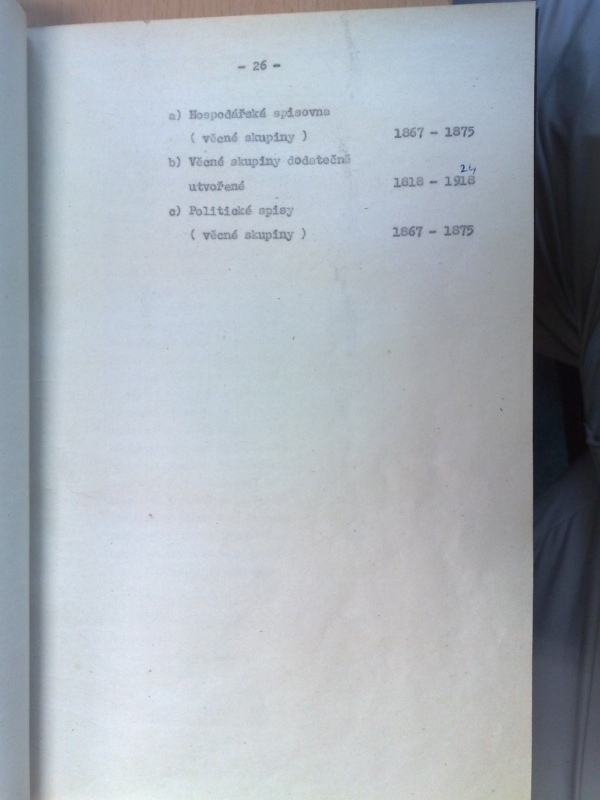 - 26 -
a) Hospodářská spisovna
( věcné skupiny ) 1867 - 1875
b) Věcné skupiny dodatečně
24
utvořené 1818 - 1918
c) Politické spisy
( věcné skupiny ) 1867 - 1875